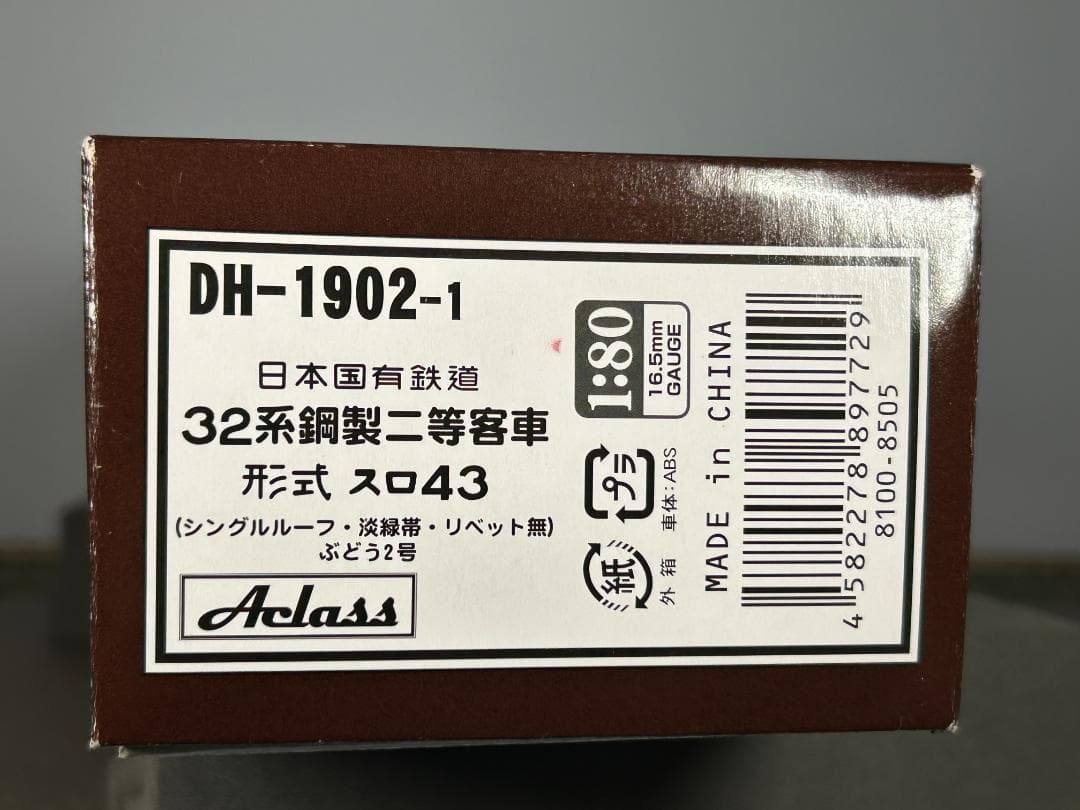 DH-1902-1
日本国有鉄道
32系鋼製二等客車
形式 スロ43
(シングルルーフ・淡緑帯・リベット無)
ぶどう2号
Aclass
1:80
16.5mm
GAUGE
プラ
車体:ABS
紙
外箱
MADE in CHINA
4 582278 897729
8100-8505